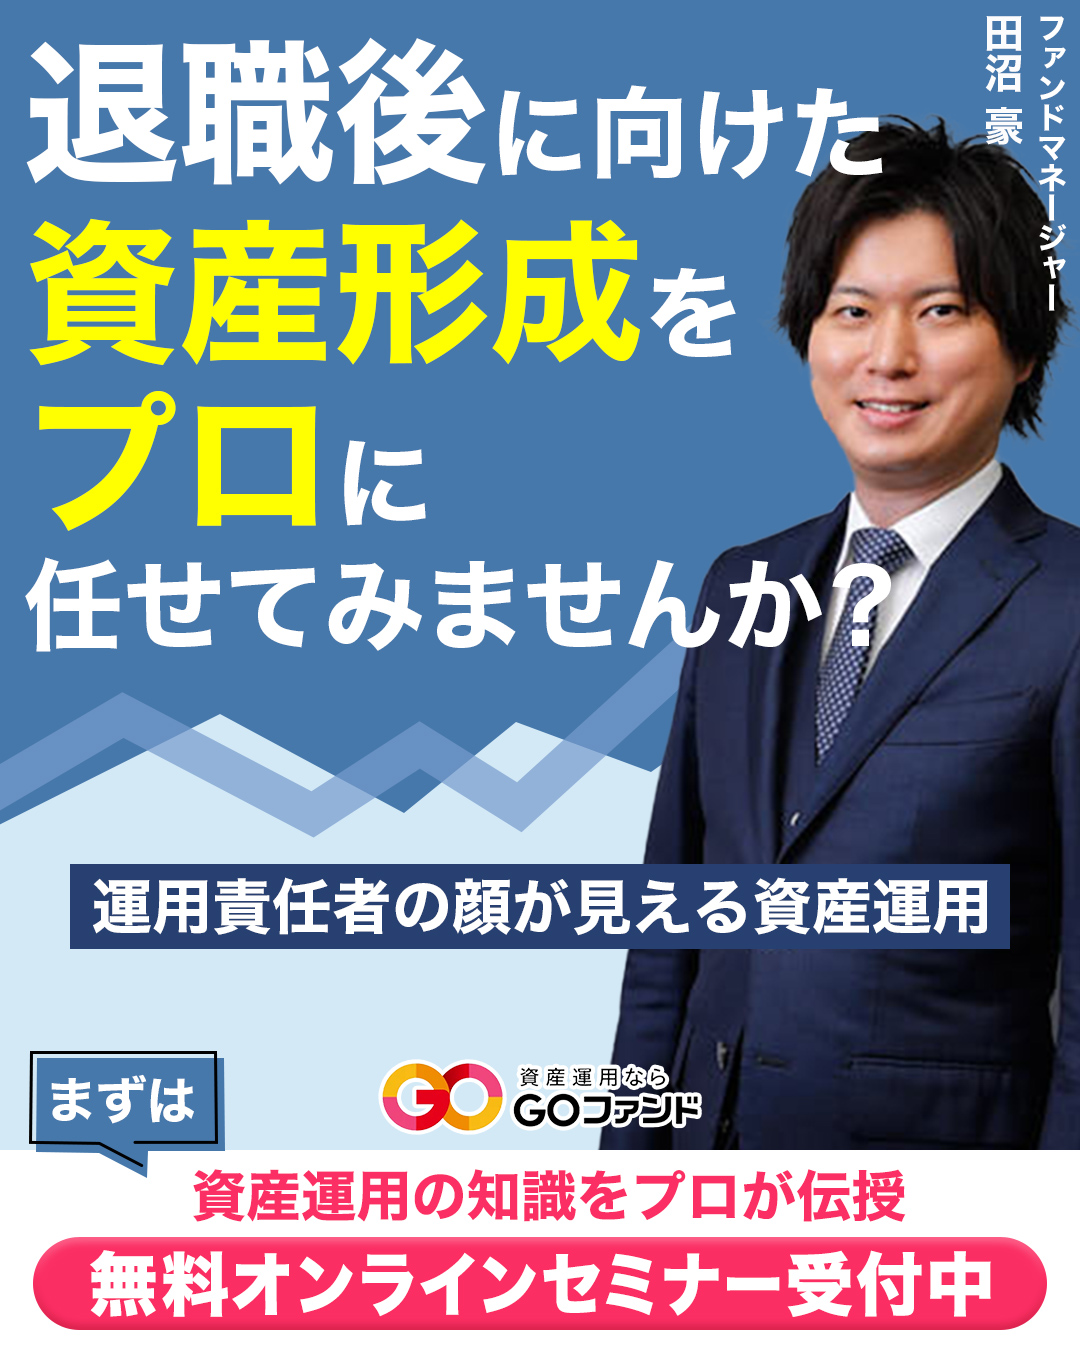 退職後に向けた
資産形成を
プロに
任せてみませんか?
ファンドマネージャー
田沼 豪
運用責任者の顔が見える資産運用
まずは
GO
資産運用なら
GOファンド
資産運用の知識をプロが伝授
無料オンラインセミナー受付中